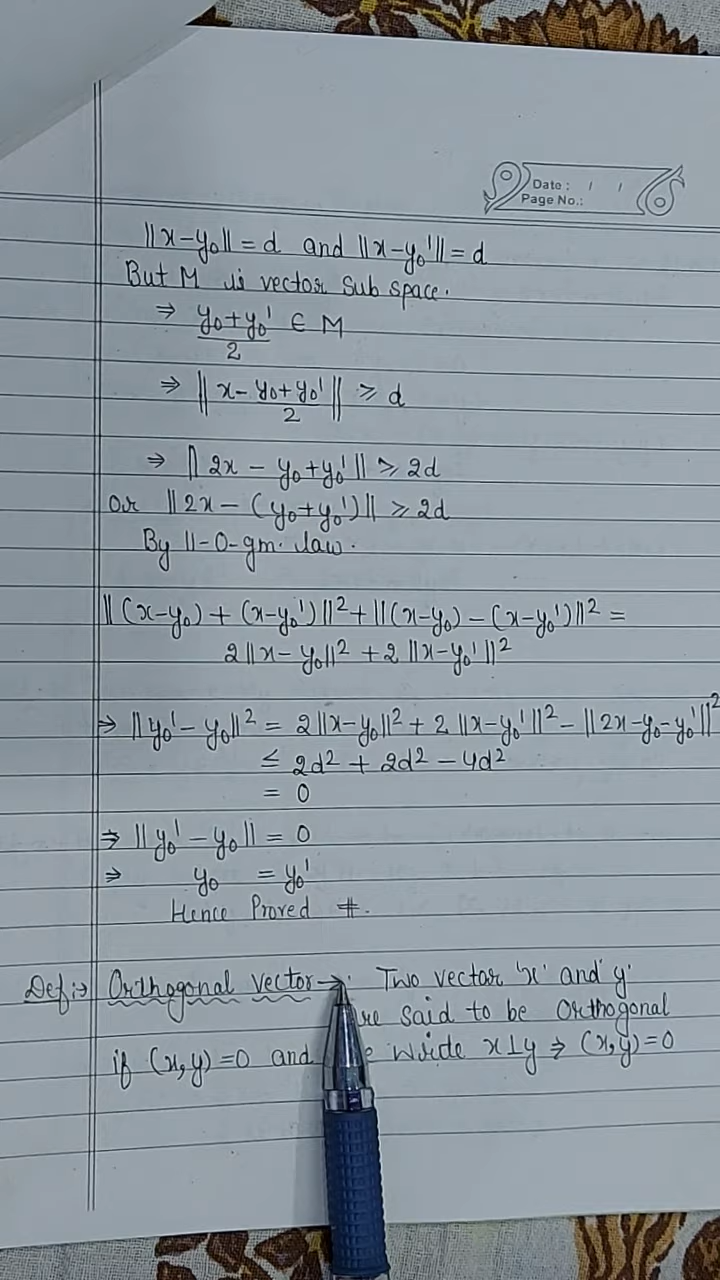 Date : / /
Page No.:
||x-y₀|| = d and ||x-y₀'|| = d
But M is vector Sub space.
⇒ (y₀+y₀')/2 ∈ M
⇒ || x - y₀+y₀'/2 || ≥ d
⇒ || 2x - y₀+y₀' || ≥ 2d
or ||2x - (y₀+y₀')|| ≥ 2d
By ||-0-gm. law.
||(x-y₀) + (x-y₀')||² + ||(x-y₀) - (x-y₀')||² =
2||x-y₀||² + 2||x-y₀'||²
⇒ ||y₀'-y₀||² = 2||x-y₀||² + 2||x-y₀'||² - ||2x-y₀-y₀'||²
≤ 2d² + 2d² - 4d²
= 0
⇒ ||y₀'-y₀|| = 0
⇒ y₀ = y₀'
Hence Proved #.
Def:→ Orthogonal vector→ Two vector 'x' and 'y'
re said to be Orthogonal
if (x,y) = 0 and write x⊥y ⇒ (x,y) = 0